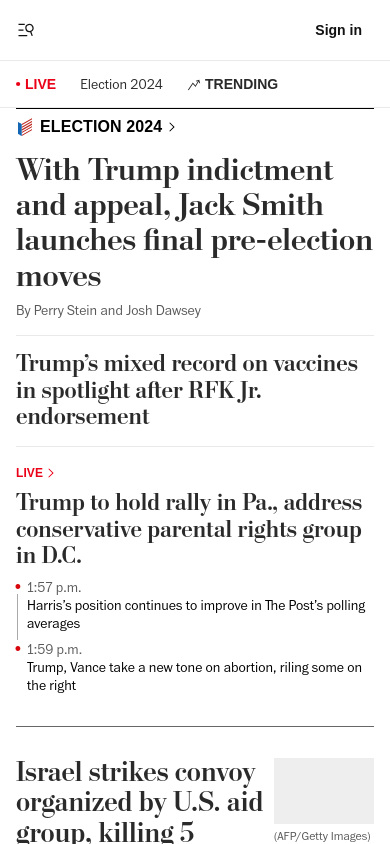 Sign in
LIVE Election 2024 TRENDING
ELECTION 2024
With Trump indictment
and appeal, Jack Smith
launches final pre-election
moves
By Perry Stein and Josh Dawsey
Trump’s mixed record on vaccines
in spotlight after RFK Jr.
endorsement
LIVE
Trump to hold rally in Pa., address
conservative parental rights group
in D.C.
1:57 p.m.
Harris’s position continues to improve in The Post’s polling
averages
1:59 p.m.
Trump, Vance take a new tone on abortion, riling some on
the right
Israel strikes convoy
organized by U.S. aid
group, killing 5
(AFP/Getty Images)